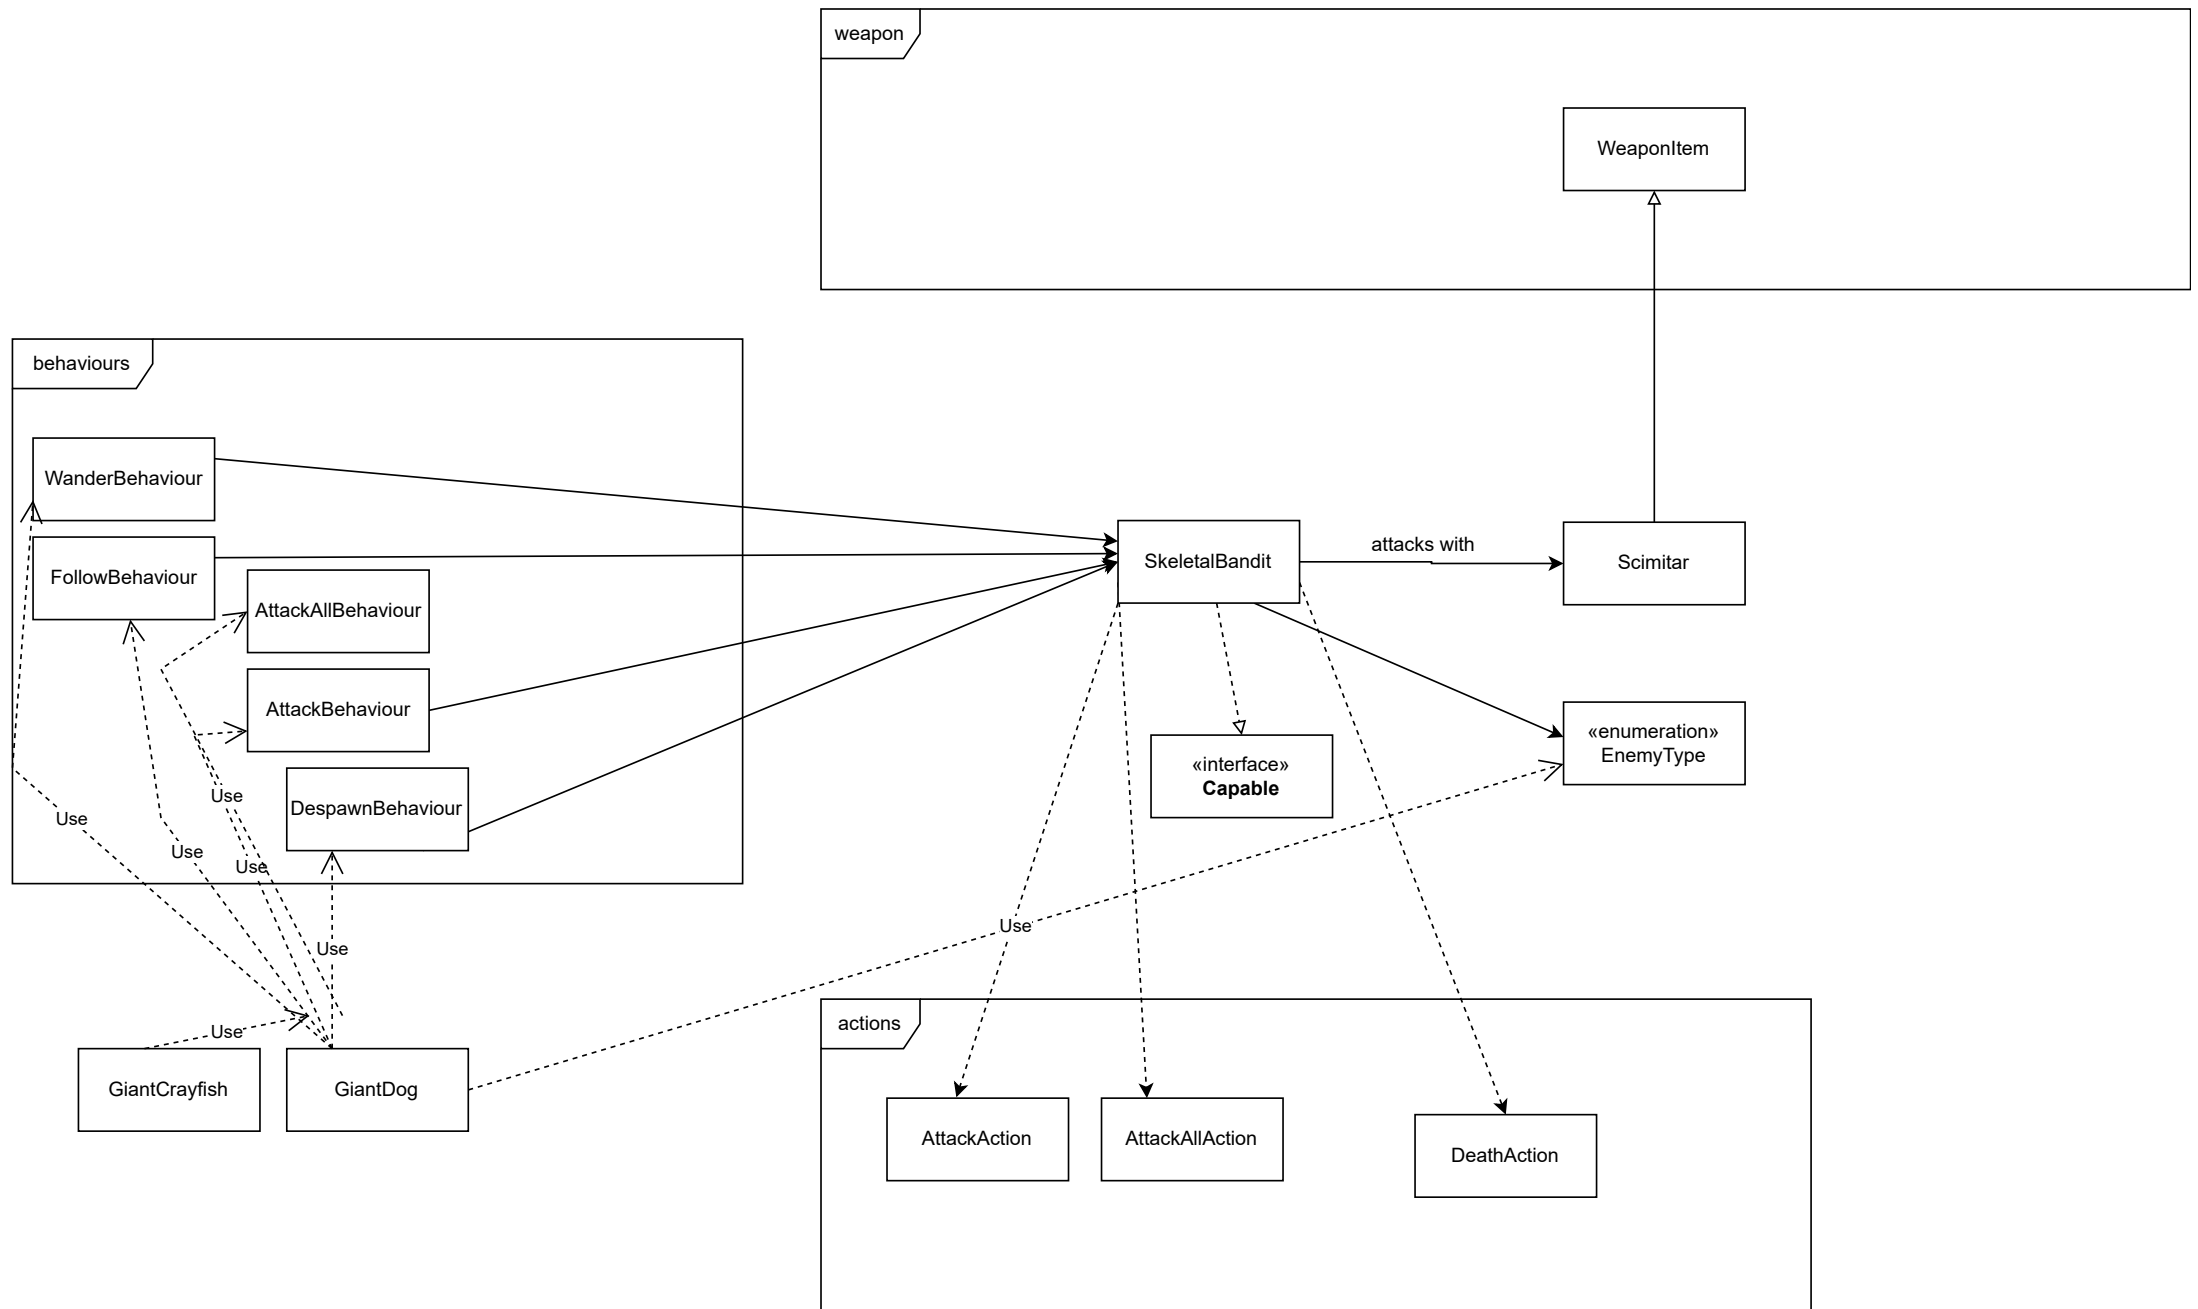 weapon
WeaponItem
behaviours
WanderBehaviour
FollowBehaviour
AttackAllBehaviour
AttackBehaviour
DespawnBehaviour
SkeletalBandit
attacks with
Scimitar
«enumeration»
EnemyType
«interface»
Capable
Use
Use
Use
Use
Use
Use
Use
GiantCrayfish
GiantDog
actions
AttackAction
AttackAllAction
DeathAction